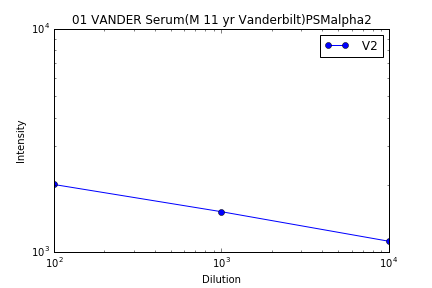 01 VANDER Serum(M 11 yr Vanderbilt)PSMalpha2
10⁴
V2
Intensity
10³
10² 10³ 10⁴
Dilution